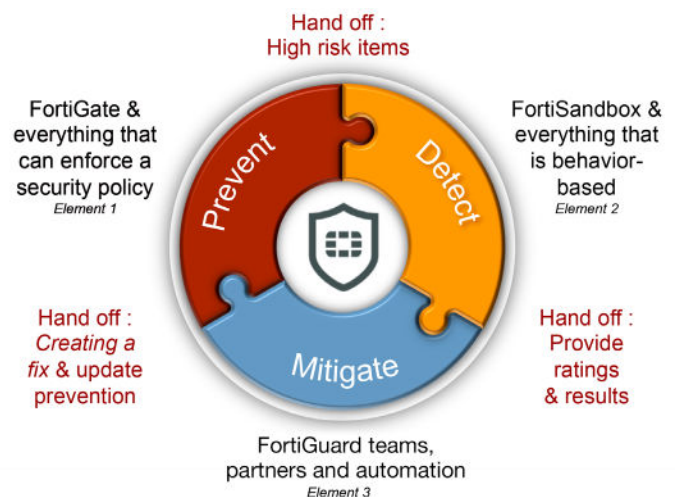 Hand off :
High risk items
FortiGate &
everything that
can enforce a
security policy
Element 1
Prevent
Detect
FortiSandbox &
everything that
is behavior-
based
Element 2
Hand off :
Creating a
fix & update
prevention
Mitigate
Hand off :
Provide
ratings
& results
FortiGuard teams,
partners and automation
Element 3